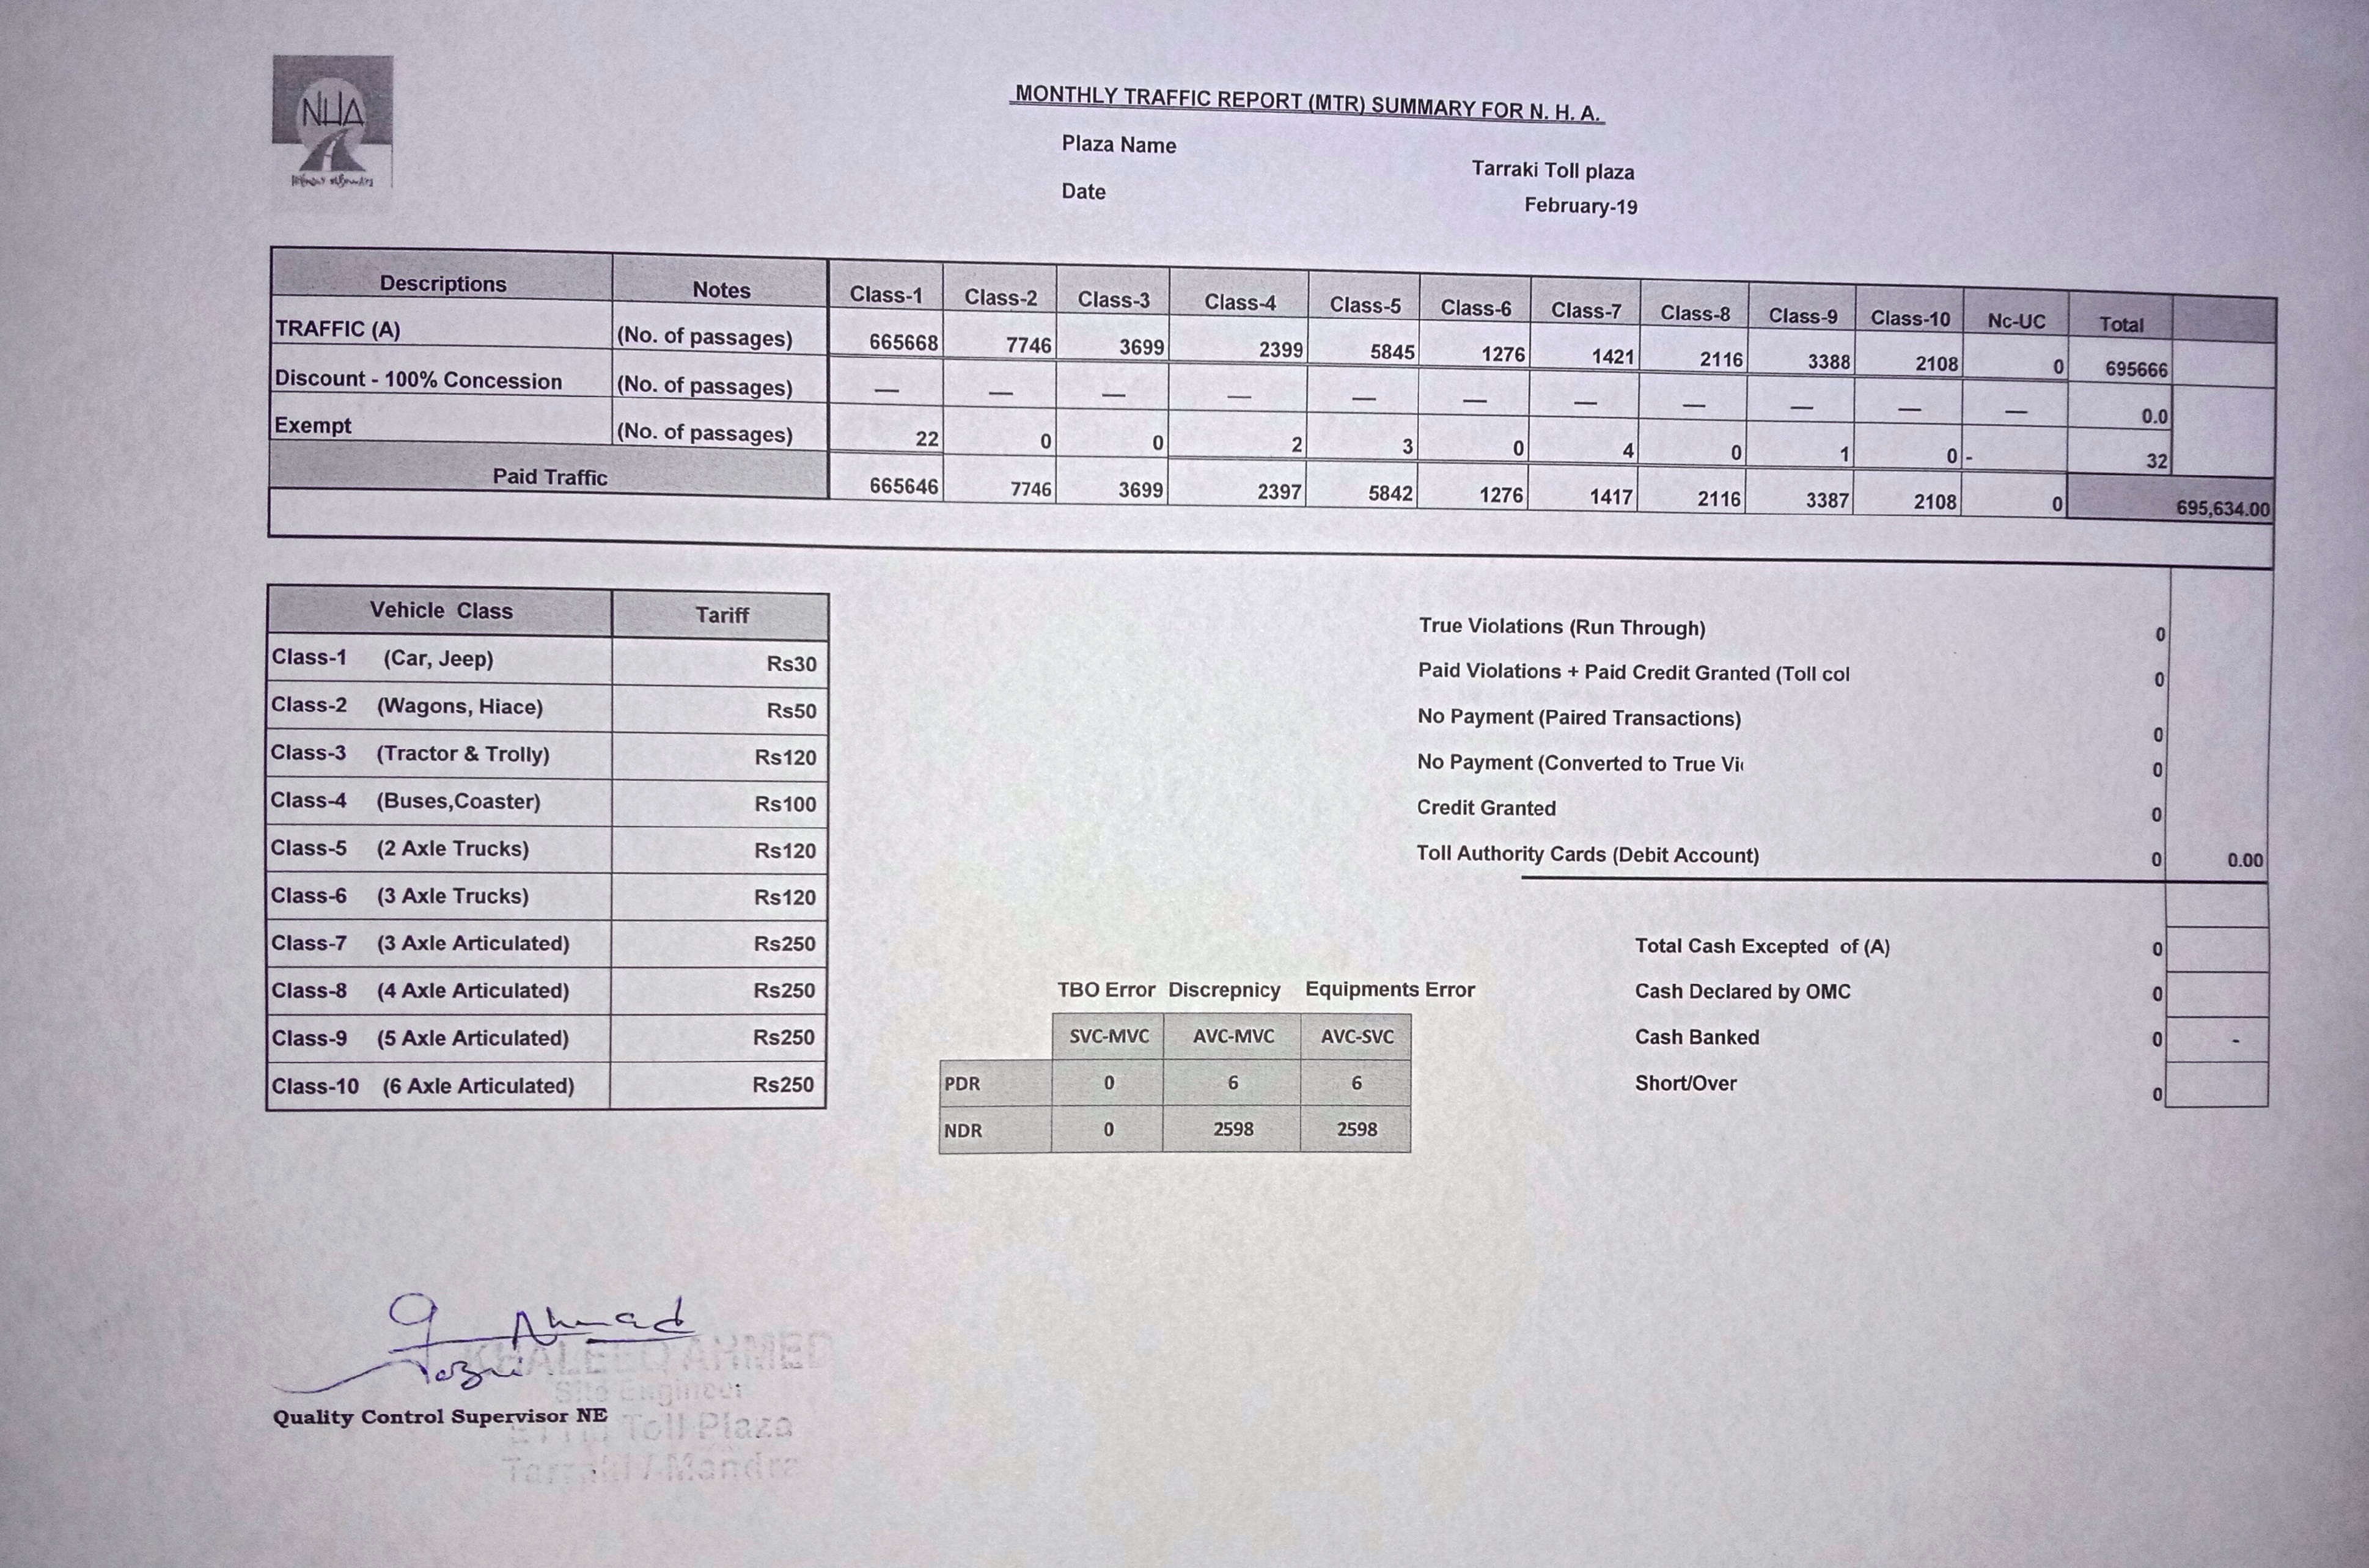 NHA
MONTHLY TRAFFIC REPORT (MTR) SUMMARY FOR N. H. A.
Plaza Name Tarraki Toll plaza
Date February-19
Descriptions Notes Class-1 Class-2 Class-3 Class-4 Class-5 Class-6 Class-7 Class-8 Class-9 Class-10 Nc-UC Total
TRAFFIC (A) (No. of passages) 665668 7746 3699 2399 5845 1276 1421 2116 3388 2108 0 695666
Discount - 100% Concession (No. of passages) — — — — — — — — — — — 0.0
Exempt (No. of passages) 22 0 0 2 3 0 4 0 1 0 - 32
Paid Traffic 665646 7746 3699 2397 5842 1276 1417 2116 3387 2108 0 695,634.00
Vehicle Class Tariff
Class-1 (Car, Jeep) Rs30
Class-2 (Wagons, Hiace) Rs50
Class-3 (Tractor & Trolly) Rs120
Class-4 (Buses,Coaster) Rs100
Class-5 (2 Axle Trucks) Rs120
Class-6 (3 Axle Trucks) Rs120
Class-7 (3 Axle Articulated) Rs250
Class-8 (4 Axle Articulated) Rs250
Class-9 (5 Axle Articulated) Rs250
Class-10 (6 Axle Articulated) Rs250
True Violations (Run Through) 0
Paid Violations + Paid Credit Granted (Toll col 0
No Payment (Paired Transactions) 0
No Payment (Converted to True Vi 0
Credit Granted 0
Toll Authority Cards (Debit Account) 0 0.00
Total Cash Excepted of (A) 0
Cash Declared by OMC 0
Cash Banked 0 -
Short/Over 0
TBO Error Discrepnicy Equipments Error
SVC-MVC AVC-MVC AVC-SVC
PDR 0 6 6
NDR 0 2598 2598
Ahmad
KHALEEQ AHMED
Site Engineer
Quality Control Supervisor NE
Toll Plaza
Tarraki / Mandra